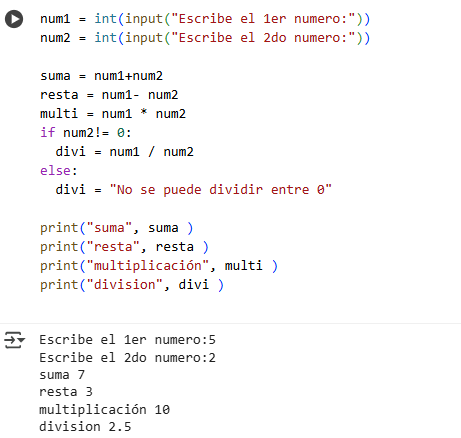 num1 = int(input("Escribe el 1er numero:"))
num2 = int(input("Escribe el 2do numero:"))

suma = num1+num2
resta = num1- num2
multi = num1 * num2
if num2!= 0:
  divi = num1 / num2
else:
  divi = "No se puede dividir entre 0"

print("suma", suma )
print("resta", resta )
print("multiplicación", multi )
print("division", divi )

Escribe el 1er numero:5
Escribe el 2do numero:2
suma 7
resta 3
multiplicación 10
division 2.5